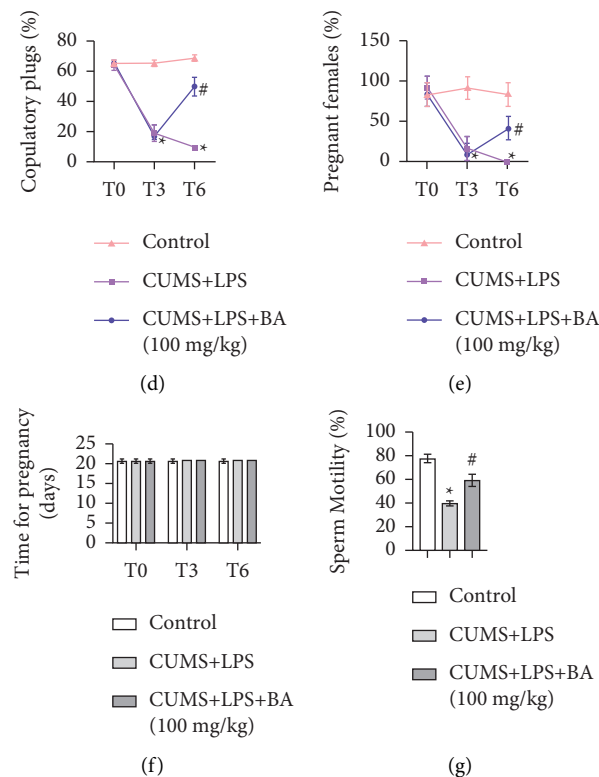 Copulatory plugs (%)
80
60
40
20
0
#
*
*
T0 T3 T6
Control
CUMS+LPS
CUMS+LPS+BA
(100 mg/kg)
(d)
Pregnant females (%)
150
100
50
0
#
*
*
T0 T3 T6
Control
CUMS+LPS
CUMS+LPS+BA
(100 mg/kg)
(e)
Time for pregnancy
(days)
25
20
15
10
5
0
T0 T3 T6
Control
CUMS+LPS
CUMS+LPS+BA
(100 mg/kg)
(f)
Sperm Motility (%)
100
80
60
40
20
0
*
#
Control
CUMS+LPS
CUMS+LPS+BA
(100 mg/kg)
(g)